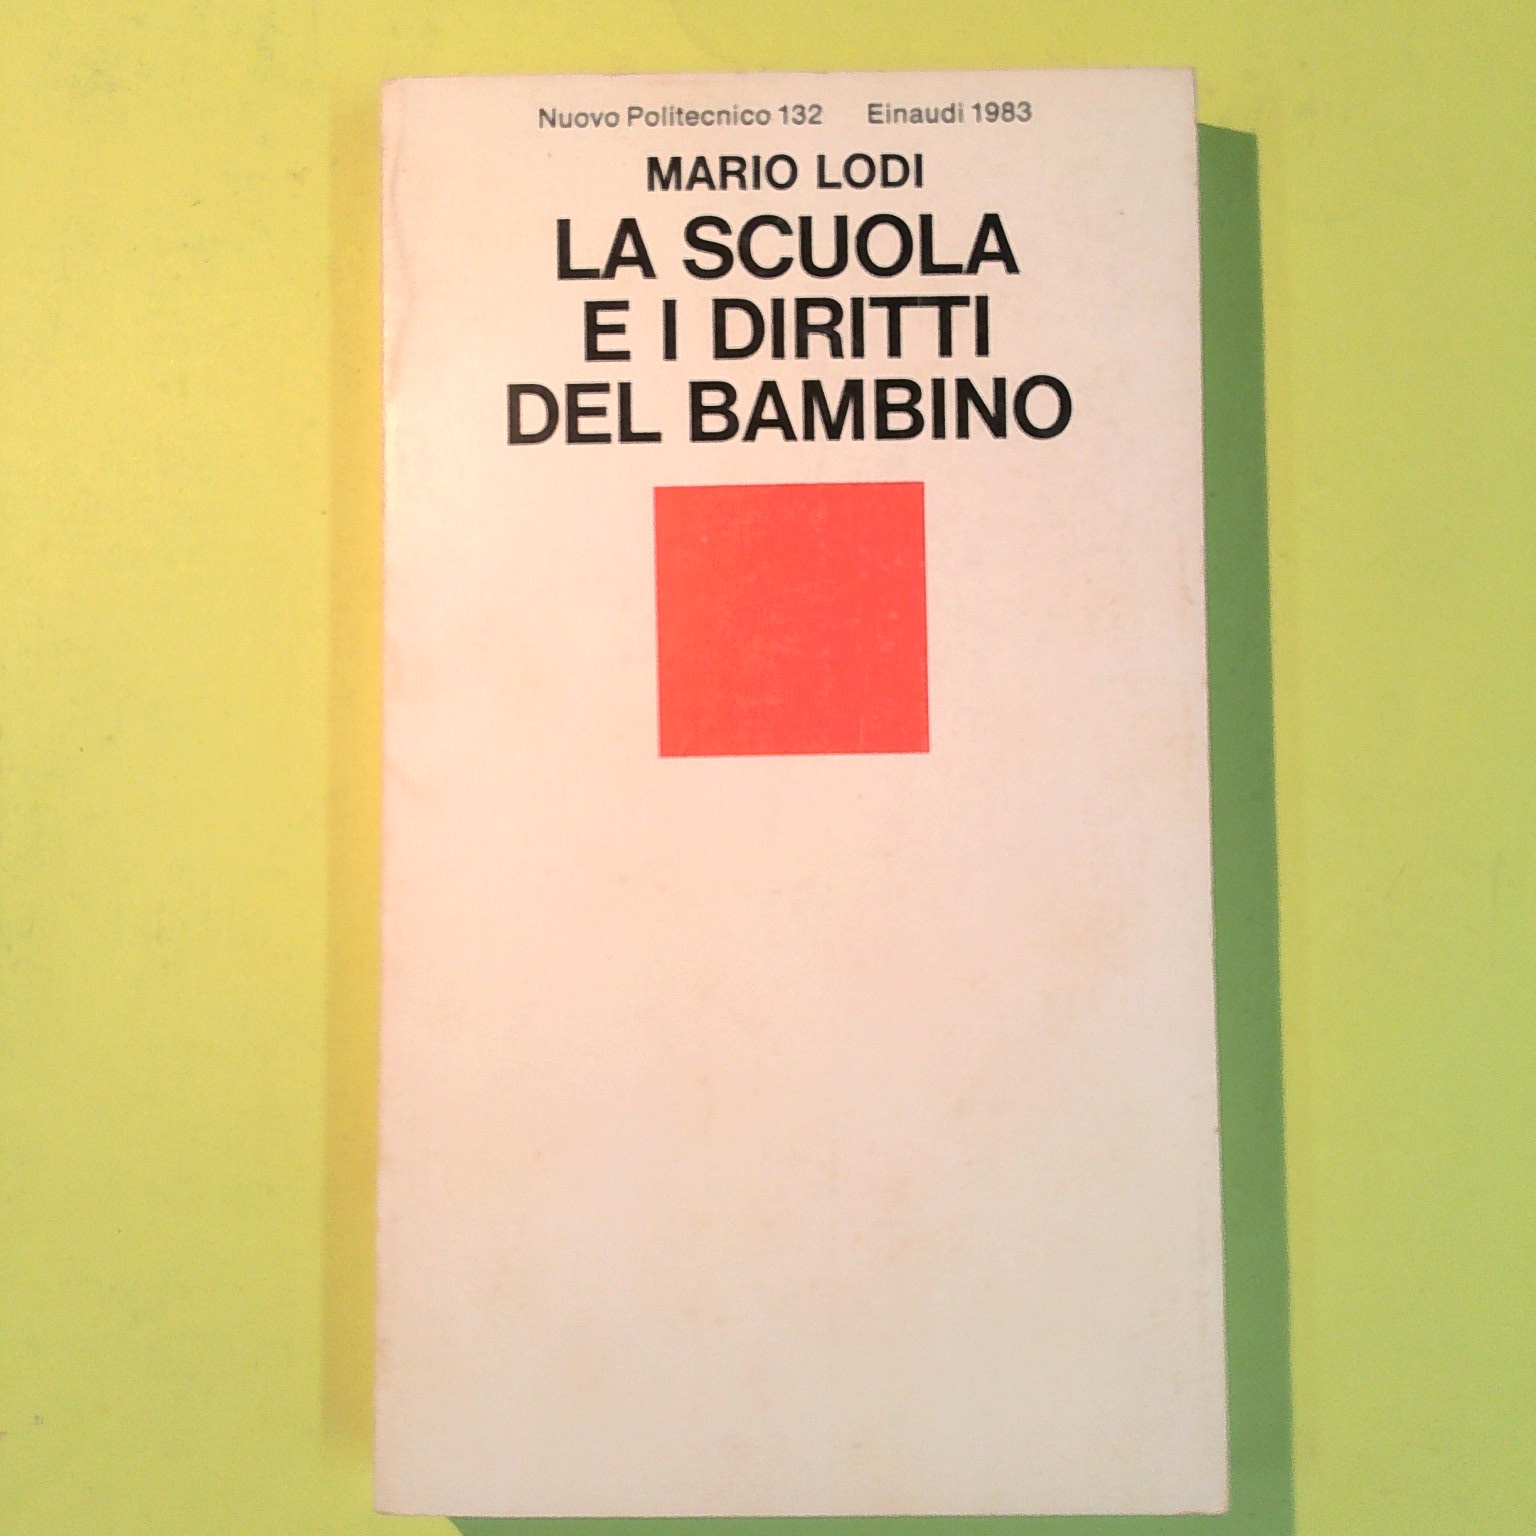 Nuovo Politecnico 132 Einaudi 1983
MARIO LODI
LA SCUOLA
E I DIRITTI
DEL BAMBINO